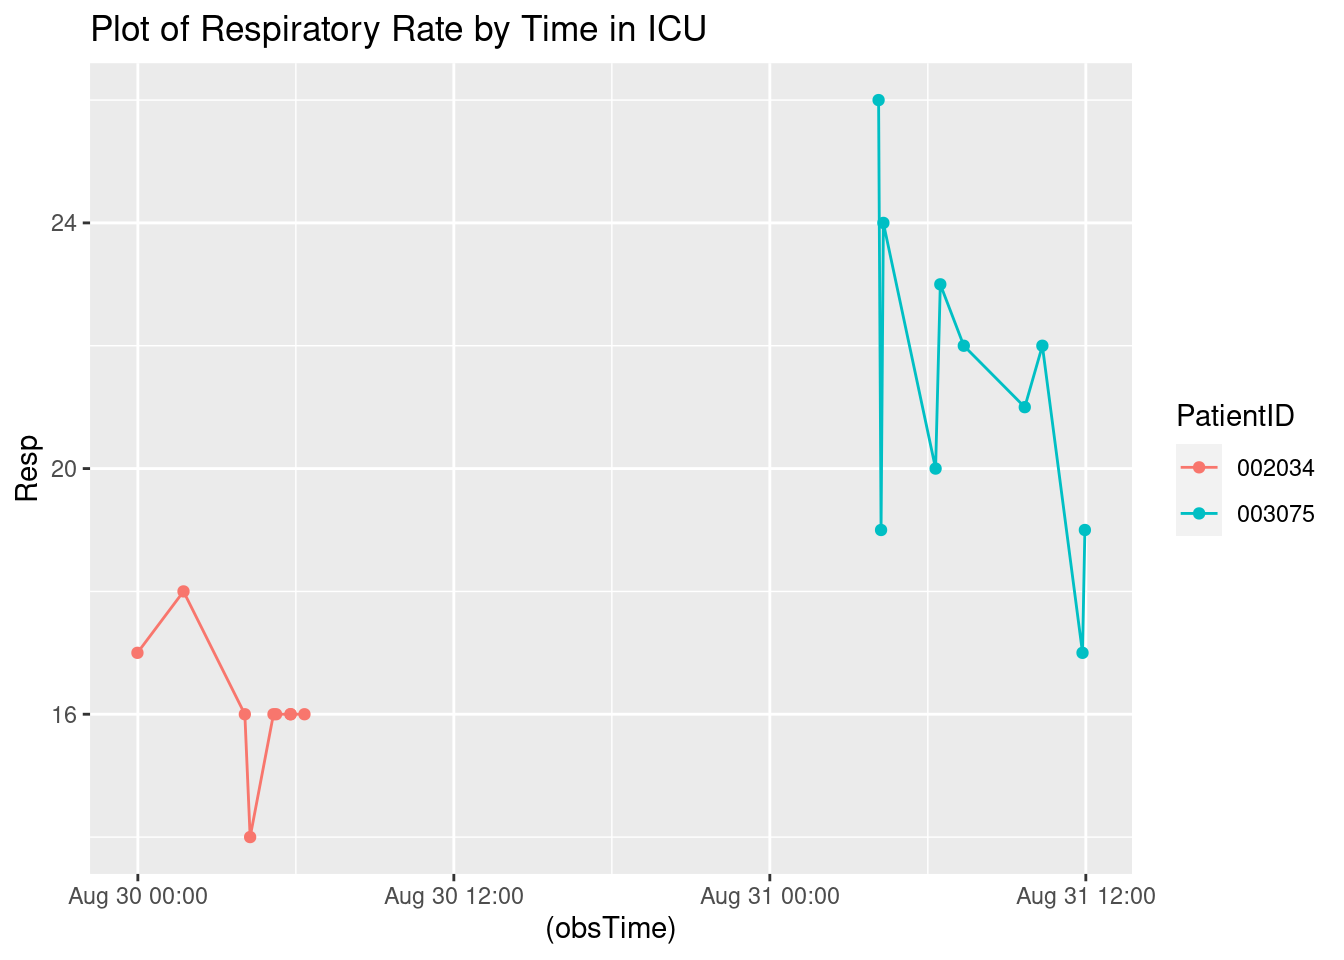 Plot of Respiratory Rate by Time in ICU
24
20
16
Resp
Aug 30 00:00 Aug 30 12:00 Aug 31 00:00 Aug 31 12:00
(obsTime)
PatientID
002034
003075